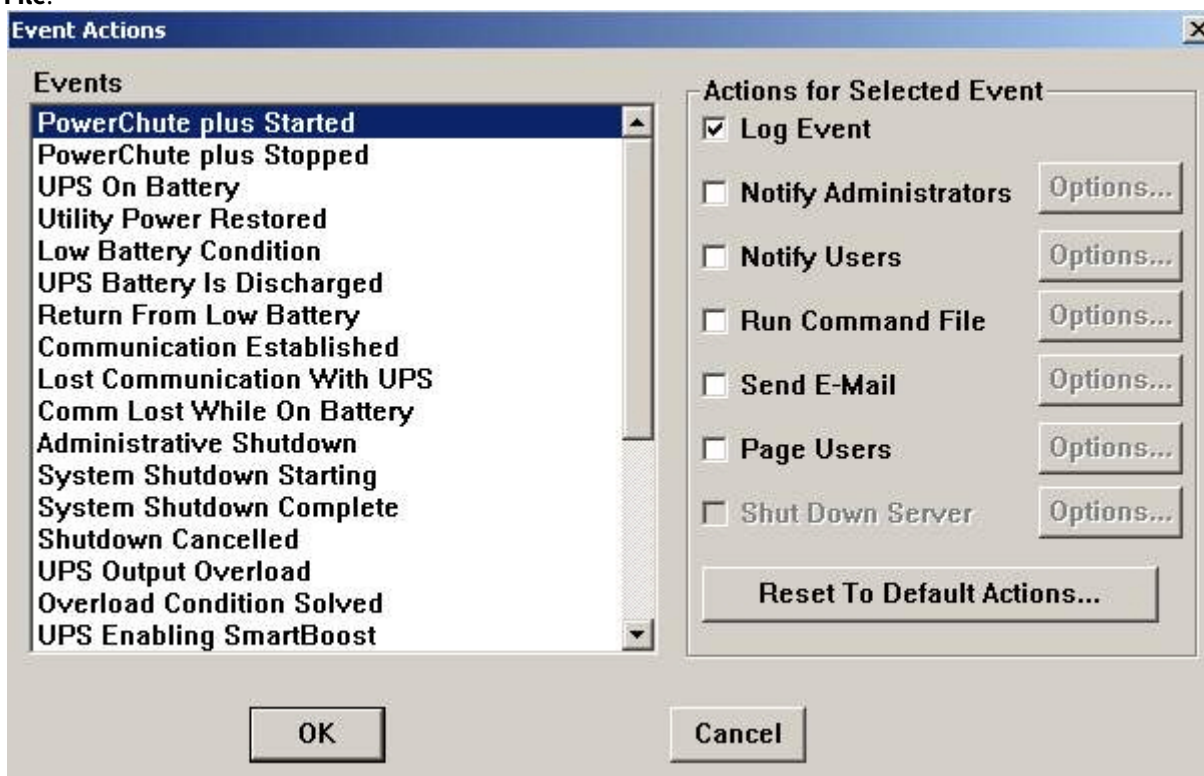 File.
Event Actions
Events
PowerChute plus Started
PowerChute plus Stopped
UPS On Battery
Utility Power Restored
Low Battery Condition
UPS Battery Is Discharged
Return From Low Battery
Communication Established
Lost Communication With UPS
Comm Lost While On Battery
Administrative Shutdown
System Shutdown Starting
System Shutdown Complete
Shutdown Cancelled
UPS Output Overload
Overload Condition Solved
UPS Enabling SmartBoost
Actions for Selected Event
Log Event
Notify Administrators Options...
Notify Users Options...
Run Command File Options...
Send E-Mail Options...
Page Users Options...
Shut Down Server Options...
Reset To Default Actions...
OK
Cancel